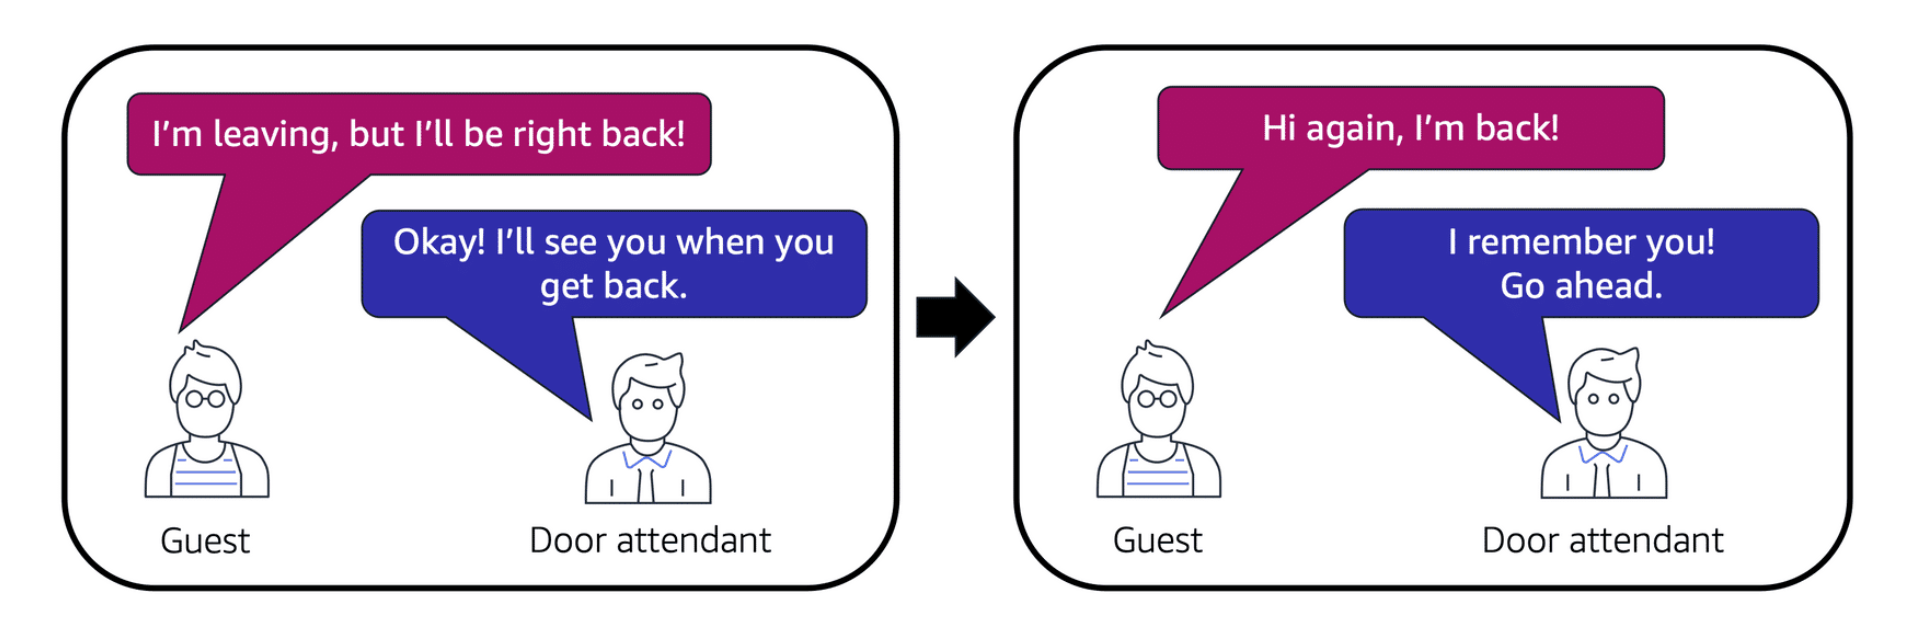 I’m leaving, but I’ll be right back!
Okay! I’ll see you when you
get back.
Guest
Door attendant
Hi again, I’m back!
I remember you!
Go ahead.
Guest
Door attendant